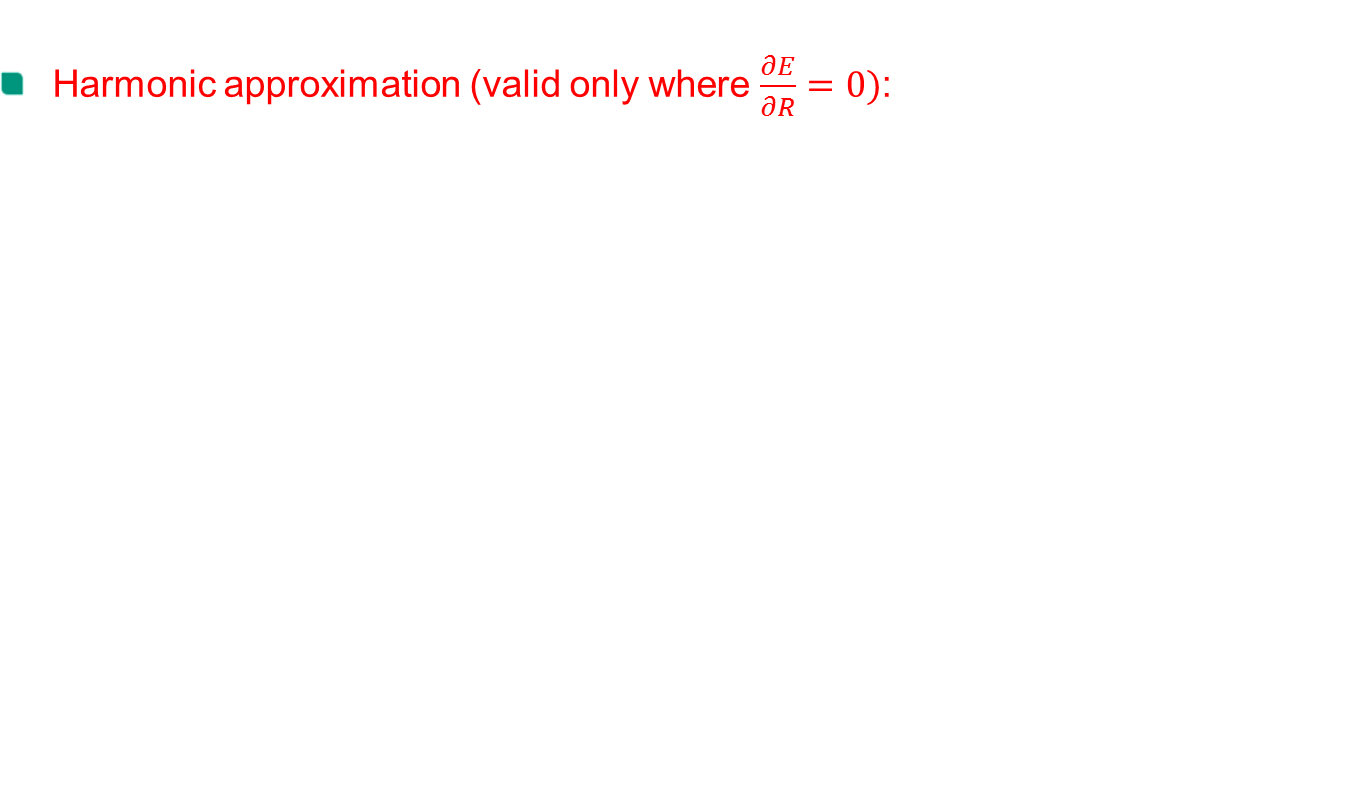 Harmonic approximation (valid only where ∂E/∂R = 0):